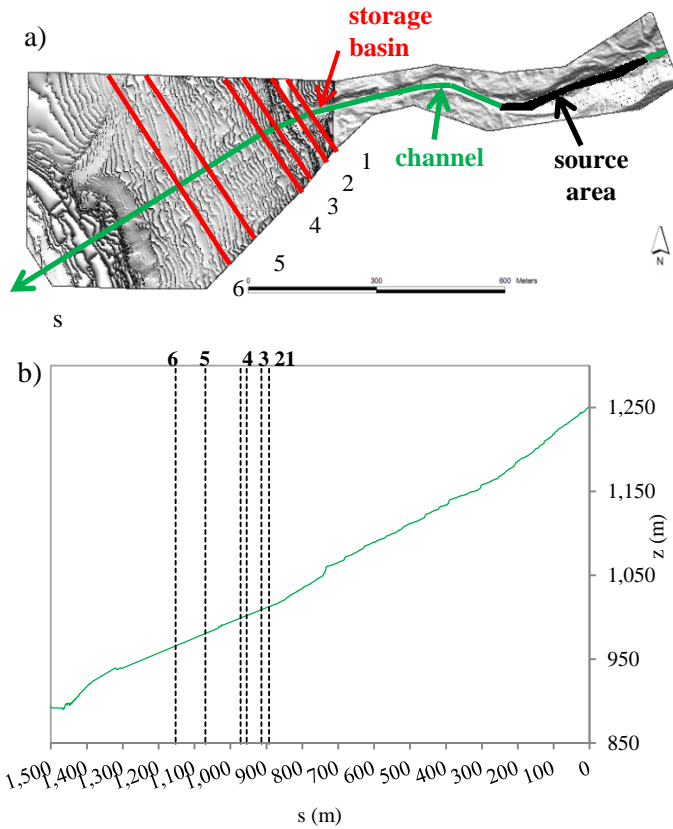 a)
storage
basin
channel
source
area
1
2
3
4
5
6
0 300 600 Meters
N
s
b)
6 5 4 3 21
1,250
1,150
1,050
950
850
z (m)
1,500 1,400 1,300 1,200 1,100 1,000 900 800 700 600 500 400 300 200 100 0
s (m)